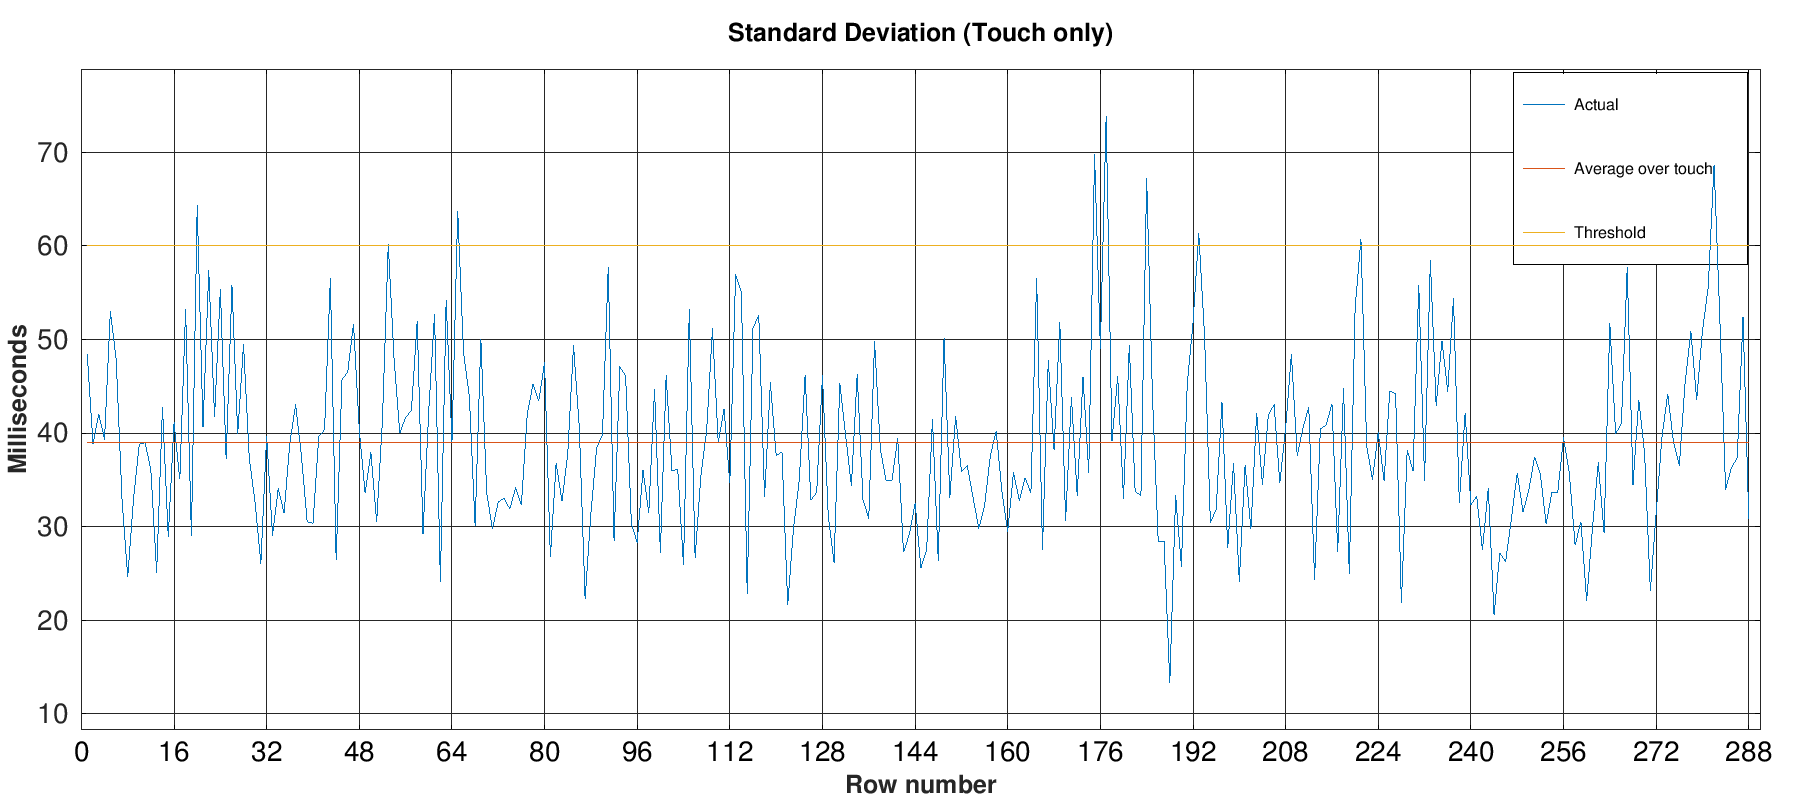 Standard Deviation (Touch only)
Milliseconds
70
60
50
40
30
20
10
Actual
Average over touch
Threshold
0 16 32 48 64 80 96 112 128 144 160 176 192 208 224 240 256 272 288
Row number